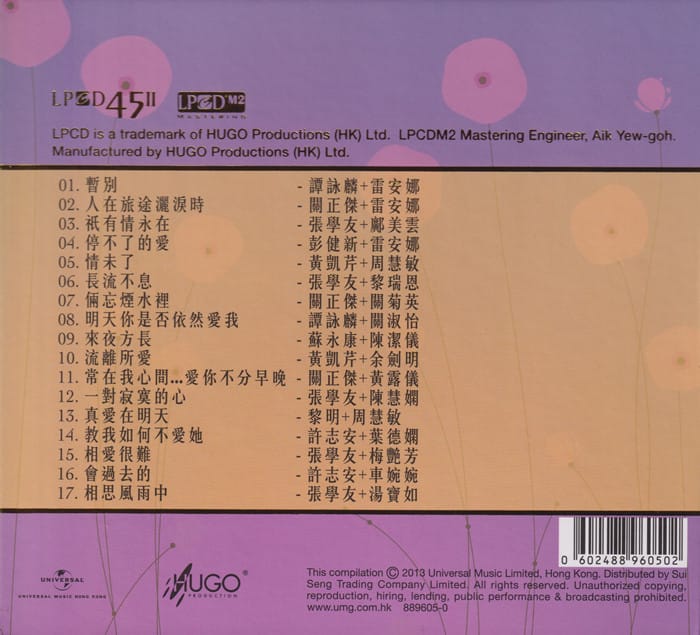 LPCD45II LPCD M2
MASTERING
LPCD is a trademark of HUGO Productions (HK) Ltd. LPCDM2 Mastering Engineer, Aik Yew-goh.
Manufactured by HUGO Productions (HK) Ltd.
01. 暫別 - 譚詠麟+雷安娜
02. 人在旅途灑淚時 - 關正傑+雷安娜
03. 祇有情永在 - 張學友+鄺美雲
04. 停不了的愛 - 彭健新+雷安娜
05. 情未了 - 黃凱芹+周慧敏
06. 長流不息 - 張學友+黎瑞恩
07. 倆忘煙水裡 - 關正傑+關菊英
08. 明天你是否依然愛我 - 譚詠麟+關淑怡
09. 來夜方長 - 蘇永康+陳潔儀
10. 流離所愛 - 黃凱芹+余劍明
11. 常在我心間...愛你不分早晚 - 關正傑+黃露儀
12. 一對寂寞的心 - 張學友+陳慧嫻
13. 真愛在明天 - 黎明+周慧敏
14. 教我如何不愛她 - 許志安+葉德嫻
15. 相愛很難 - 張學友+梅艷芳
16. 會過去的 - 許志安+車婉婉
17. 相思風雨中 - 張學友+湯寶如
0 602488 960502
UNIVERSAL
UNIVERSAL MUSIC HONG KONG
HUGO
PRODUCTION
This compilation Ⓒ 2013 Universal Music Limited, Hong Kong. Distributed by Sui
Seng Trading Company Limited. All rights reserved. Unauthorized copying,
reproduction, hiring, lending, public performance & broadcasting prohibited.
www.umg.com.hk 889605-0